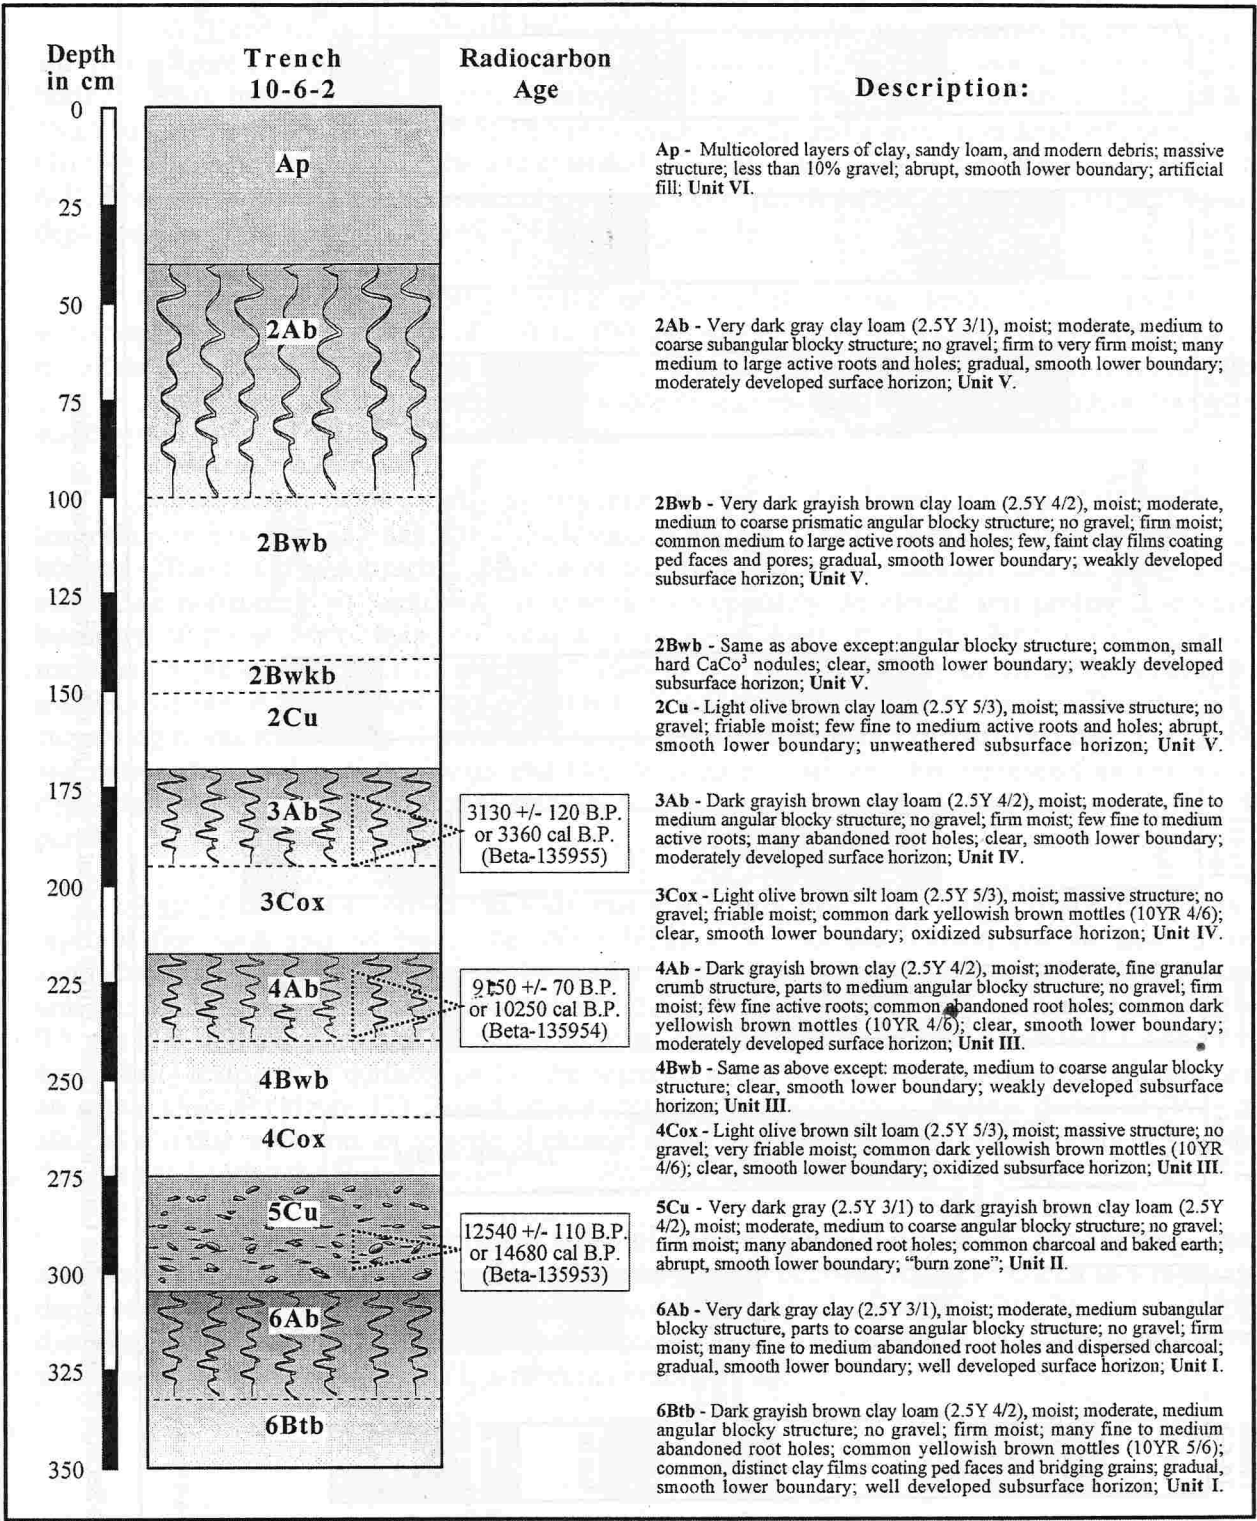 Depth
in cm
Trench
10-6-2
Radiocarbon
Age
Description:
0
25
50
75
100
125
150
175
200
225
250
275
300
325
350
Ap
2Ab
2Bwb
2Bwkb
2Cu
3Ab
3Cox
4Ab
4Bwb
4Cox
5Cu
6Ab
6Btb
3130 +/- 120 B.P.
or 3360 cal B.P.
(Beta-135955)
9150 +/- 70 B.P.
or 10250 cal B.P.
(Beta-135954)
12540 +/- 110 B.P.
or 14680 cal B.P.
(Beta-135953)
Ap - Multicolored layers of clay, sandy loam, and modern debris; massive
structure; less than 10% gravel; abrupt, smooth lower boundary; artificial
fill; Unit VI.
2Ab - Very dark gray clay loam (2.5Y 3/1), moist; moderate, medium to
coarse subangular blocky structure; no gravel; firm to very firm moist; many
medium to large active roots and holes; gradual, smooth lower boundary;
moderately developed surface horizon; Unit V.
2Bwb - Very dark grayish brown clay loam (2.5Y 4/2), moist; moderate,
medium to coarse prismatic angular blocky structure; no gravel; firm moist;
common medium to large active roots and holes; few, faint clay films coating
ped faces and pores; gradual, smooth lower boundary; weakly developed
subsurface horizon; Unit V.
2Bwb - Same as above except:angular blocky structure; common, small
hard CaCo³ nodules; clear, smooth lower boundary; weakly developed
subsurface horizon; Unit V.
2Cu - Light olive brown clay loam (2.5Y 5/3), moist; massive structure; no
gravel; friable moist; few fine to medium active roots and holes; abrupt,
smooth lower boundary; unweathered subsurface horizon; Unit V.
3Ab - Dark grayish brown clay loam (2.5Y 4/2), moist; moderate, fine to
medium angular blocky structure; no gravel; firm moist; few fine to medium
active roots; many abandoned root holes; clear, smooth lower boundary;
moderately developed surface horizon; Unit IV.
3Cox - Light olive brown silt loam (2.5Y 5/3), moist; massive structure; no
gravel; friable moist; common dark yellowish brown mottles (10YR 4/6);
clear, smooth lower boundary; oxidized subsurface horizon; Unit IV.
4Ab - Dark grayish brown clay (2.5Y 4/2), moist; moderate, fine granular
crumb structure, parts to medium angular blocky structure; no gravel; firm
moist; few fine active roots; common abandoned root holes; common dark
yellowish brown mottles (10YR 4/6); clear, smooth lower boundary;
moderately developed surface horizon; Unit III.
4Bwb - Same as above except: moderate, medium to coarse angular blocky
structure; clear, smooth lower boundary; weakly developed subsurface
horizon; Unit III.
4Cox - Light olive brown silt loam (2.5Y 5/3), moist; massive structure; no
gravel; very friable moist; common dark yellowish brown mottles (10YR
4/6); clear, smooth lower boundary; oxidized subsurface horizon; Unit III.
5Cu - Very dark gray (2.5Y 3/1) to dark grayish brown clay loam (2.5Y
4/2), moist; moderate, medium to coarse angular blocky structure; no gravel;
firm moist; many abandoned root holes; common charcoal and baked earth;
abrupt, smooth lower boundary; “burn zone”; Unit II.
6Ab - Very dark gray clay (2.5Y 3/1), moist; moderate, medium subangular
blocky structure, parts to coarse angular blocky structure; no gravel; firm
moist; many fine to medium abandoned root holes and dispersed charcoal;
gradual, smooth lower boundary; well developed surface horizon; Unit I.
6Btb - Dark grayish brown clay loam (2.5Y 4/2), moist; moderate, medium
angular blocky structure; no gravel; firm moist; many fine to medium
abandoned root holes; common yellowish brown mottles (10YR 5/6);
common, distinct clay films coating ped faces and bridging grains; gradual,
smooth lower boundary; well developed subsurface horizon; Unit I.